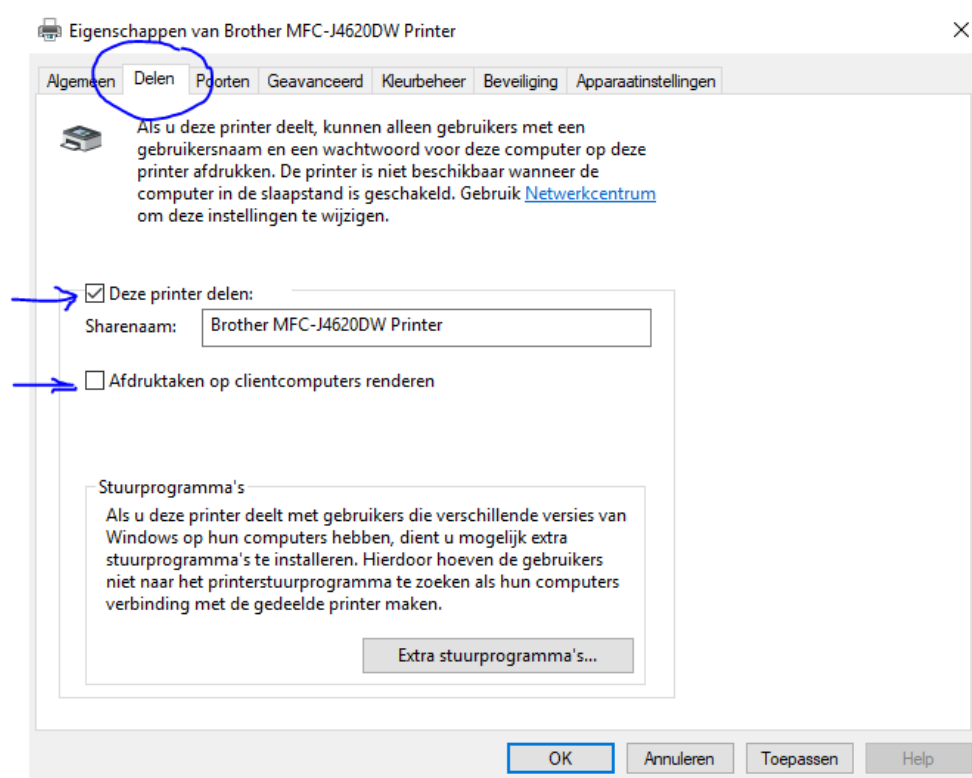 Eigenschappen van Brother MFC-J4620DW Printer
Algemeen Delen Poorten Geavanceerd Kleurbeheer Beveiliging Apparaatinstellingen
Als u deze printer deelt, kunnen alleen gebruikers met een
gebruikersnaam en een wachtwoord voor deze computer op deze
printer afdrukken. De printer is niet beschikbaar wanneer de
computer in de slaapstand is geschakeld. Gebruik Netwerkcentrum
om deze instellingen te wijzigen.
Deze printer delen:
Sharenaam: Brother MFC-J4620DW Printer
Afdruktaken op clientcomputers renderen
Stuurprogramma's
Als u deze printer deelt met gebruikers die verschillende versies van
Windows op hun computers hebben, dient u mogelijk extra
stuurprogramma's te installeren. Hierdoor hoeven de gebruikers
niet naar het printerstuurprogramma te zoeken als hun computers
verbinding met de gedeelde printer maken.
Extra stuurprogramma's...
OK Annuleren Toepassen Help